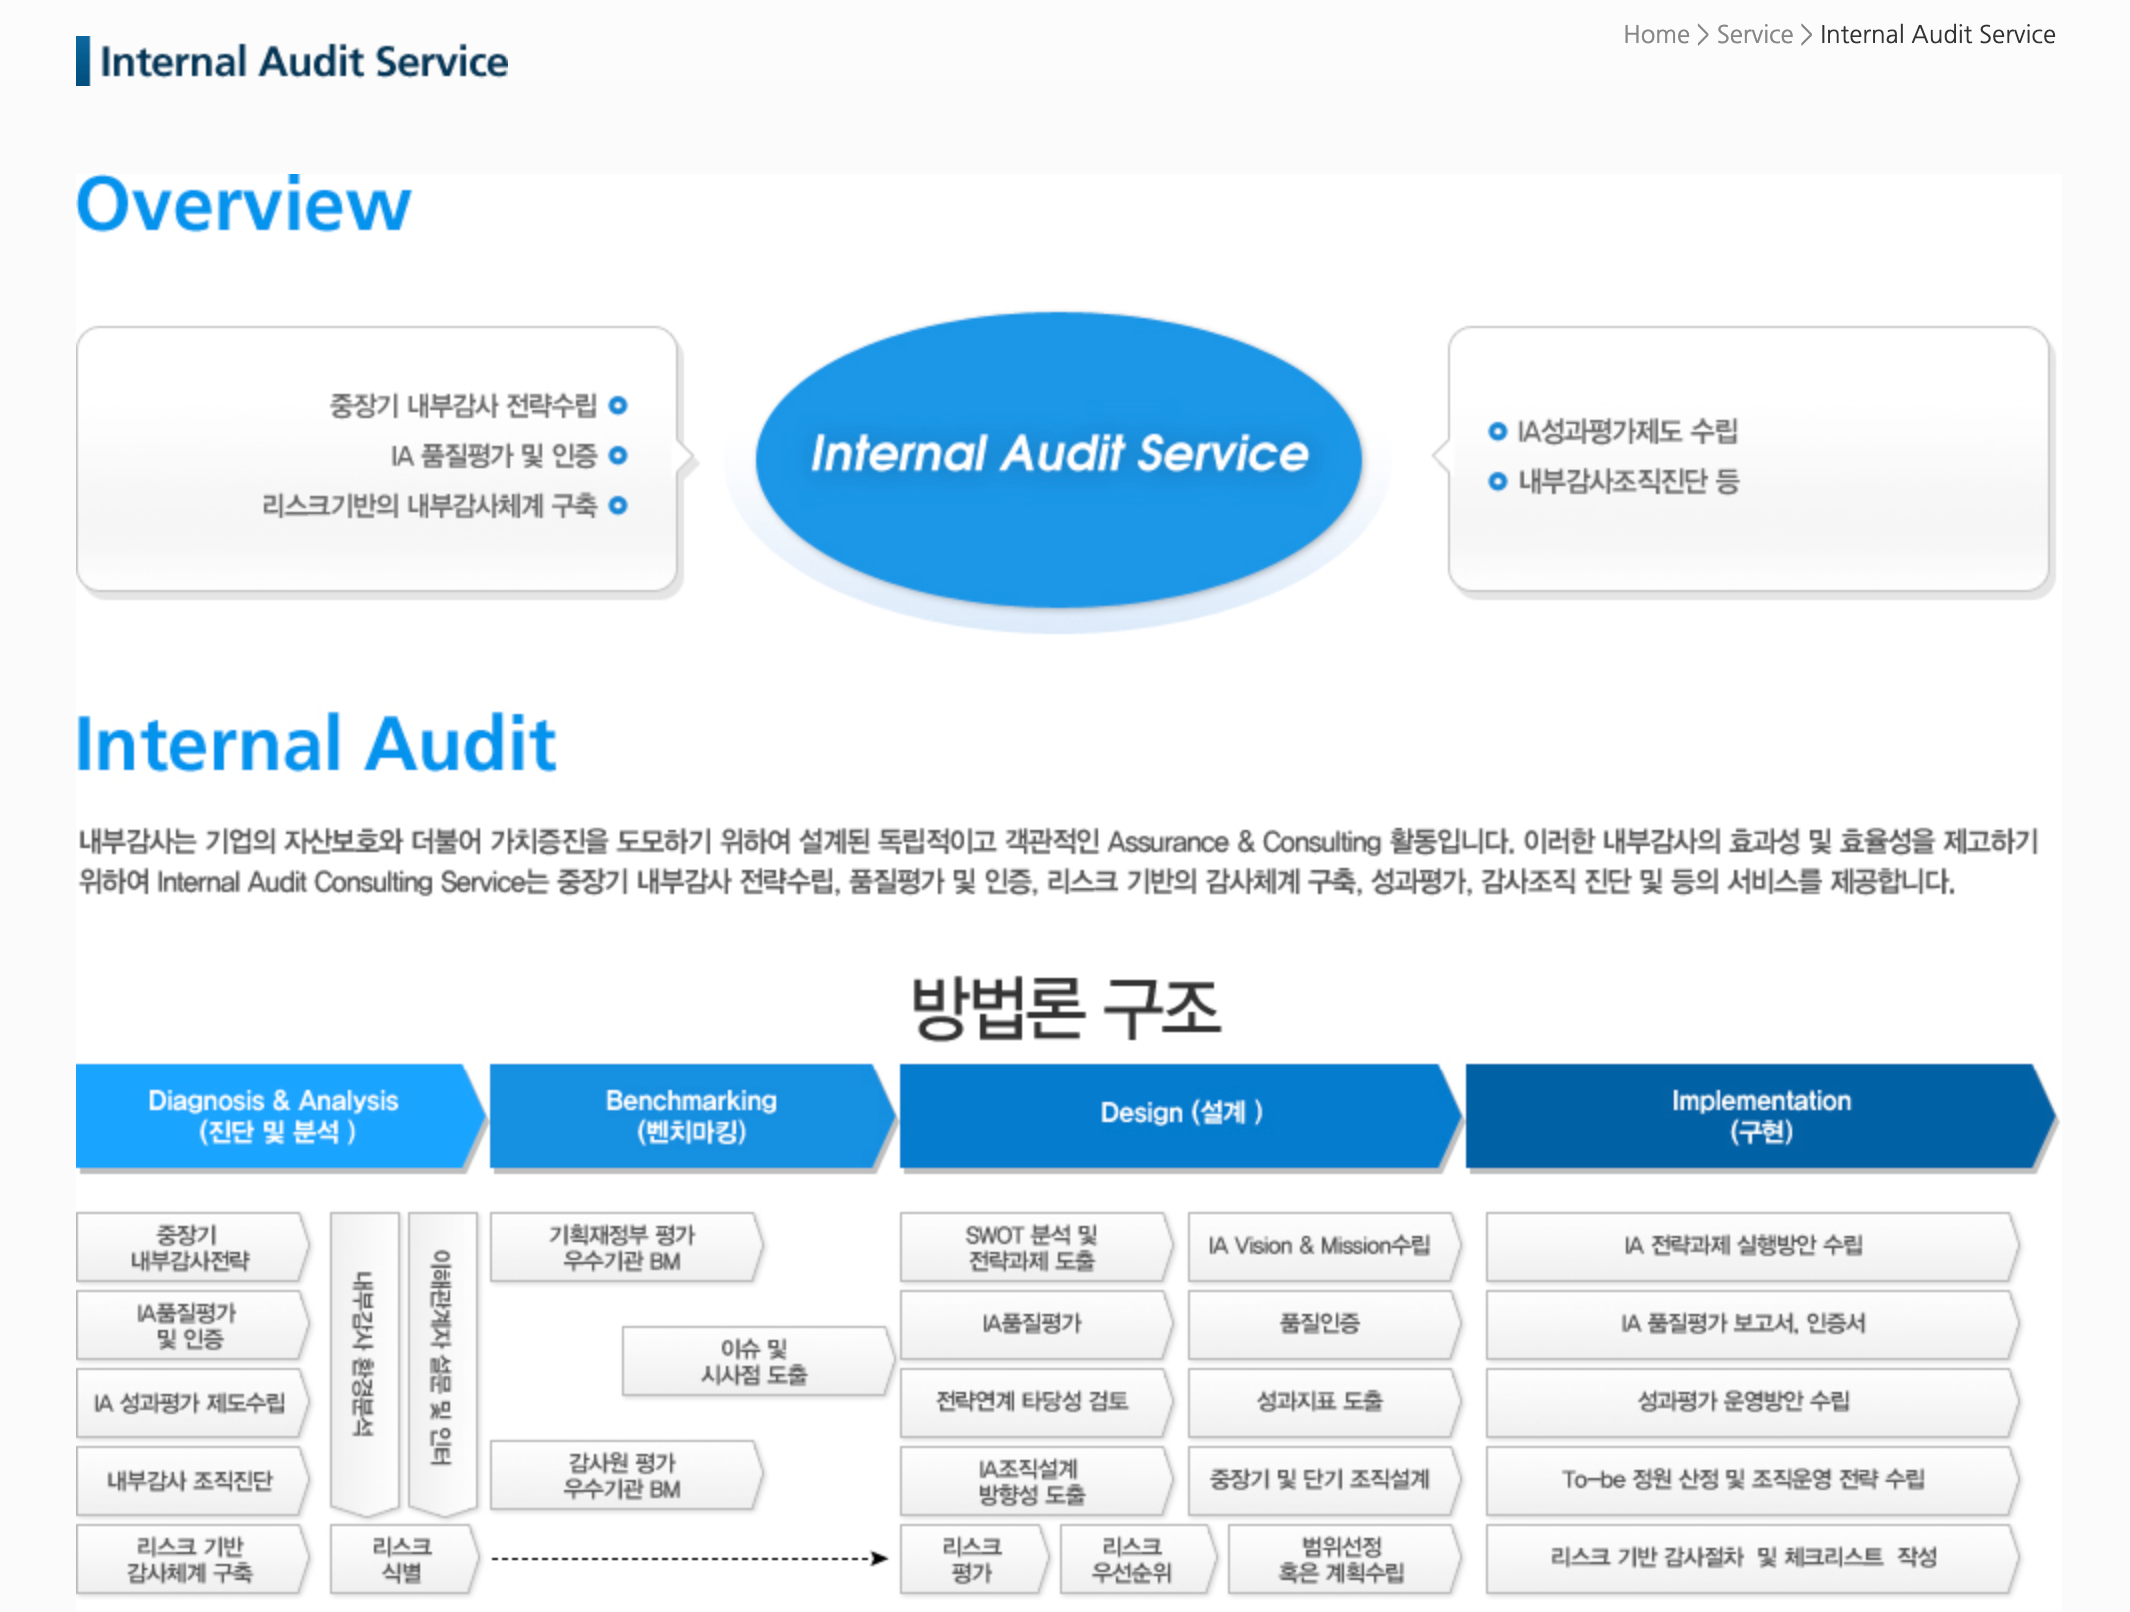 Home > Service > Internal Audit Service
Internal Audit Service
Overview
중장기 내부감사 전략수립
IA 품질평가 및 인증
리스크기반의 내부감사체계 구축
Internal Audit Service
IA성과평가제도 수립
내부감사조직진단 등
Internal Audit
내부감사는 기업의 자산보호와 더불어 가치증진을 도모하기 위하여 설계된 독립적이고 객관적인 Assurance & Consulting 활동입니다. 이러한 내부감사의 효과성 및 효율성을 제고하기
위하여 Internal Audit Consulting Service는 중장기 내부감사 전략수립, 품질평가 및 인증, 리스크 기반의 감사체계 구축, 성과평가, 감사조직 진단 및 등의 서비스를 제공합니다.
방법론 구조
Diagnosis & Analysis
(진단 및 분석 )
Benchmarking
(벤치마킹)
Design (설계 )
Implementation
(구현)
중장기
내부감사전략
IA품질평가
및 인증
IA 성과평가 제도수립
내부감사 조직진단
리스크 기반
감사체계 구축
내부감사 환경분석
이해관계자 설문 및 인터
리스크
식별
기획재정부 평가
우수기관 BM
이슈 및
시사점 도출
감사원 평가
우수기관 BM
SWOT 분석 및
전략과제 도출
IA Vision & Mission수립
IA 전략과제 실행방안 수립
IA품질평가
품질인증
IA 품질평가 보고서, 인증서
전략연계 타당성 검토
성과지표 도출
성과평가 운영방안 수립
IA조직설계
방향성 도출
중장기 및 단기 조직설계
To-be 정원 산정 및 조직운영 전략 수립
리스크
평가
리스크
우선순위
범위선정
혹은 계획수립
리스크 기반 감사절차 및 체크리스트 작성